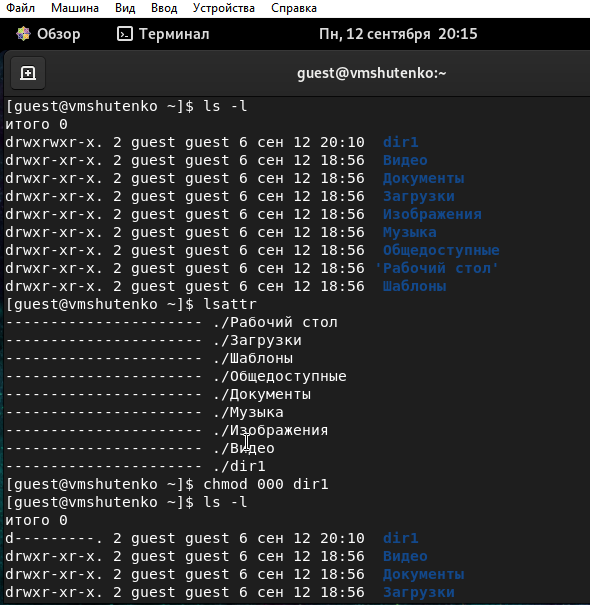 Файл Машина Вид Ввод Устройства Справка
Обзор Терминал Пн, 12 сентября 20:15
guest@vmshutenko:~
[guest@vmshutenko ~]$ ls -l
итого 0
drwxrwxr-x. 2 guest guest 6 сен 12 20:10 dir1
drwxr-xr-x. 2 guest guest 6 сен 12 18:56 Видео
drwxr-xr-x. 2 guest guest 6 сен 12 18:56 Документы
drwxr-xr-x. 2 guest guest 6 сен 12 18:56 Загрузки
drwxr-xr-x. 2 guest guest 6 сен 12 18:56 Изображения
drwxr-xr-x. 2 guest guest 6 сен 12 18:56 Музыка
drwxr-xr-x. 2 guest guest 6 сен 12 18:56 Общедоступные
drwxr-xr-x. 2 guest guest 6 сен 12 18:56 'Рабочий стол'
drwxr-xr-x. 2 guest guest 6 сен 12 18:56 Шаблоны
[guest@vmshutenko ~]$ lsattr
---------------------- ./Рабочий стол
---------------------- ./Загрузки
---------------------- ./Шаблоны
---------------------- ./Общедоступные
---------------------- ./Документы
---------------------- ./Музыка
---------------------- ./Изображения
---------------------- ./Видео
---------------------- ./dir1
[guest@vmshutenko ~]$ chmod 000 dir1
[guest@vmshutenko ~]$ ls -l
итого 0
d---------. 2 guest guest 6 сен 12 20:10 dir1
drwxr-xr-x. 2 guest guest 6 сен 12 18:56 Видео
drwxr-xr-x. 2 guest guest 6 сен 12 18:56 Документы
drwxr-xr-x. 2 guest guest 6 сен 12 18:56 Загрузки